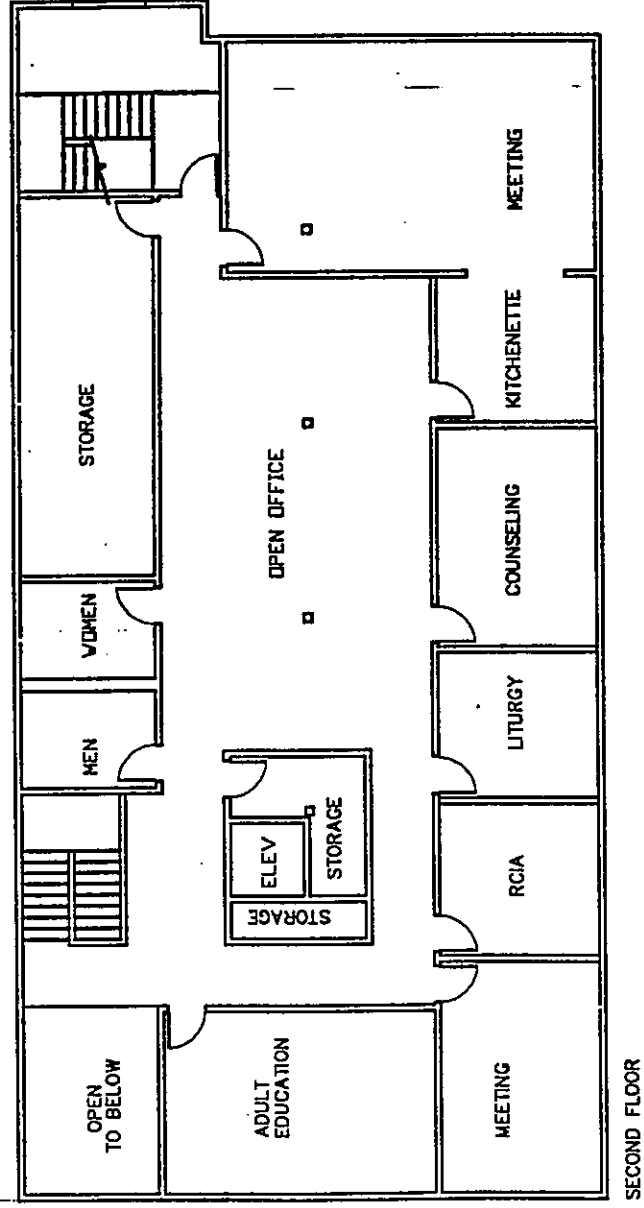 OPEN
TO BELOW
MEN
WOMEN
STORAGE
ADULT
EDUCATION
STORAGE
ELEV
STORAGE
OPEN OFFICE
MEETING
RCIA
LITURGY
COUNSELING
KITCHENETTE
MEETING
SECOND FLOOR